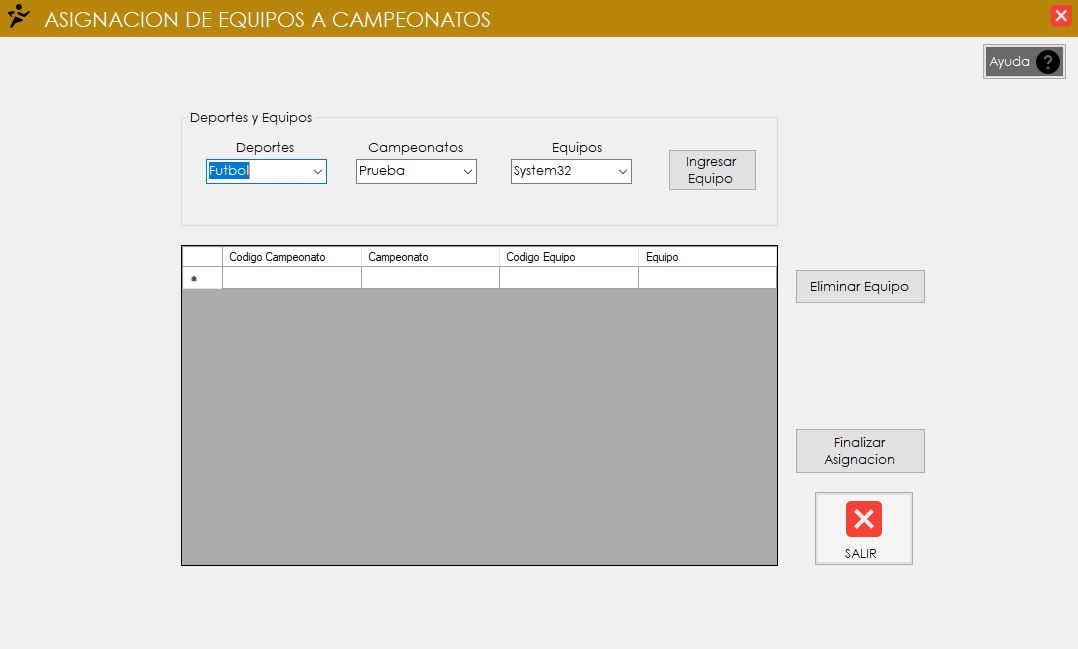 ASIGNACION DE EQUIPOS A CAMPEONATOS
Ayuda ?
Deportes y Equipos
Deportes
Campeonatos
Equipos
Futbol
Prueba
System32
Ingresar
Equipo
Codigo Campeonato
Campeonato
Codigo Equipo
Equipo
*
Eliminar Equipo
Finalizar
Asignacion
SALIR